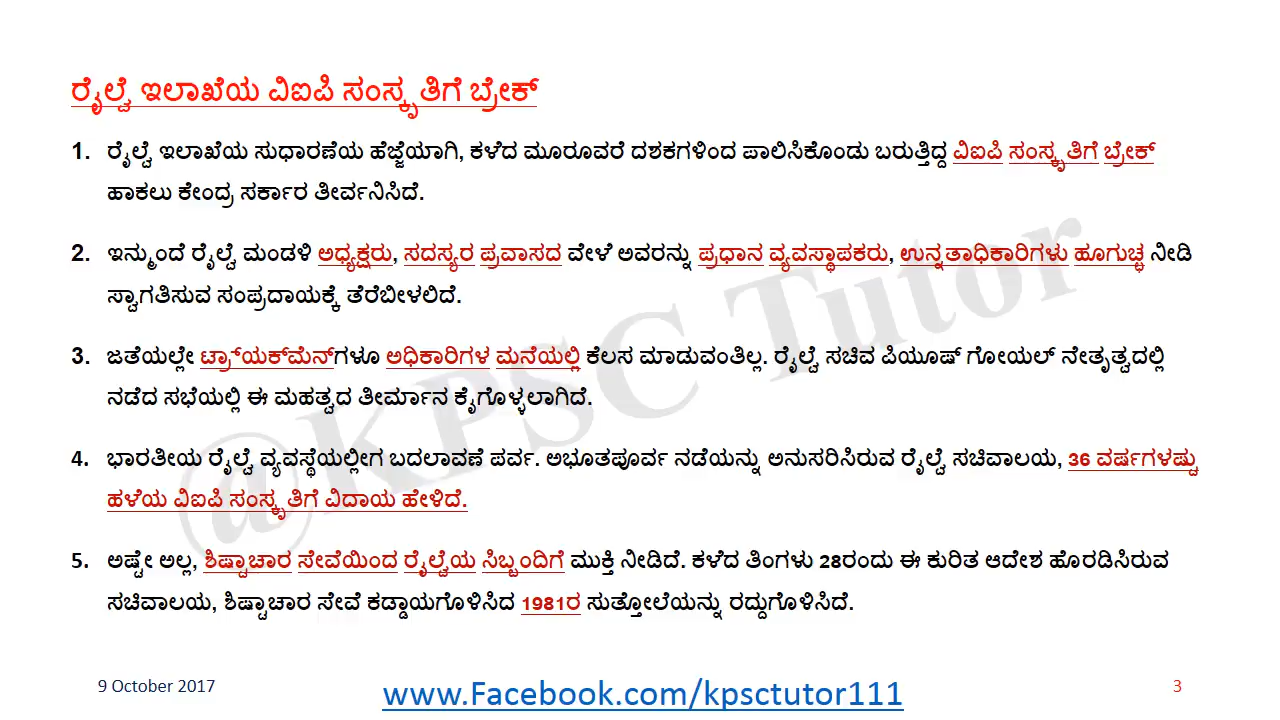 ರೈಲ್ವೆ ಇಲಾಖೆಯ ವಿಐಪಿ ಸಂಸ್ಕೃತಿಗೆ ಬ್ರೇಕ್
1. ರೈಲ್ವೆ ಇಲಾಖೆಯ ಸುಧಾರಣೆಯ ಹೆಜ್ಜೆಯಾಗಿ, ಕಳೆದ ಮೂರೂವರೆ ದಶಕಗಳಿಂದ ಪಾಲಿಸಿಕೊಂಡು ಬರುತ್ತಿದ್ದ ವಿಐಪಿ ಸಂಸ್ಕೃತಿಗೆ ಬ್ರೇಕ್
ಹಾಕಲು ಕೇಂದ್ರ ಸರ್ಕಾರ ತೀರ್ವನಿಸಿದೆ.
2. ಇನ್ಮುಂದೆ ರೈಲ್ವೆ ಮಂಡಳಿ ಅಧ್ಯಕ್ಷರು, ಸದಸ್ಯರ ಪ್ರವಾಸದ ವೇಳೆ ಅವರನ್ನು ಪ್ರಧಾನ ವ್ಯವಸ್ಥಾಪಕರು, ಉನ್ನತಾಧಿಕಾರಿಗಳು ಹೂಗುಚ್ಛ ನೀಡಿ
ಸ್ವಾಗತಿಸುವ ಸಂಪ್ರದಾಯಕ್ಕೆ ತೆರೆಬೀಳಲಿದೆ.
3. ಜತೆಯಲ್ಲೇ ಟ್ರ್ಯಾಕ್‌ಮೆನ್‌ಗಳೂ ಅಧಿಕಾರಿಗಳ ಮನೆಯಲ್ಲಿ ಕೆಲಸ ಮಾಡುವಂತಿಲ್ಲ. ರೈಲ್ವೆ ಸಚಿವ ಪಿಯೂಷ್ ಗೋಯಲ್ ನೇತೃತ್ವದಲ್ಲಿ
ನಡೆದ ಸಭೆಯಲ್ಲಿ ಈ ಮಹತ್ವದ ತೀರ್ಮಾನ ಕೈಗೊಳ್ಳಲಾಗಿದೆ.
4. ಭಾರತೀಯ ರೈಲ್ವೆ ವ್ಯವಸ್ಥೆಯಲ್ಲೀಗ ಬದಲಾವಣೆ ಪರ್ವ. ಅಭೂತಪೂರ್ವ ನಡೆಯನ್ನು ಅನುಸರಿಸಿರುವ ರೈಲ್ವೆ ಸಚಿವಾಲಯ, 36 ವರ್ಷಗಳಷ್ಟು
ಹಳೆಯ ವಿಐಪಿ ಸಂಸ್ಕೃತಿಗೆ ವಿದಾಯ ಹೇಳಿದೆ.
5. ಅಷ್ಟೇ ಅಲ್ಲ, ಶಿಷ್ಟಾಚಾರ ಸೇವೆಯಿಂದ ರೈಲ್ವೆಯ ಸಿಬ್ಬಂದಿಗೆ ಮುಕ್ತಿ ನೀಡಿದೆ. ಕಳೆದ ತಿಂಗಳು 28ರಂದು ಈ ಕುರಿತ ಆದೇಶ ಹೊರಡಿಸಿರುವ
ಸಚಿವಾಲಯ, ಶಿಷ್ಟಾಚಾರ ಸೇವೆ ಕಡ್ಡಾಯಗೊಳಿಸಿದ 1981ರ ಸುತ್ತೋಲೆಯನ್ನು ರದ್ದುಗೊಳಿಸಿದೆ.
@KPSC Tutor
9 October 2017
www.Facebook.com/kpsctutor111
3